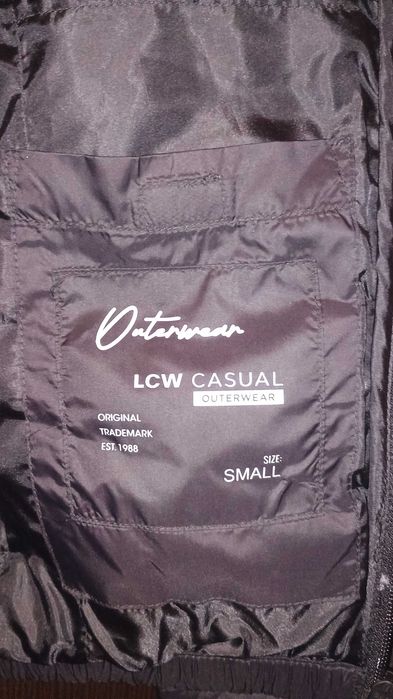 Outerwear
LCW CASUAL
OUTERWEAR
ORIGINAL
TRADEMARK
EST. 1988
SIZE:
SMALL